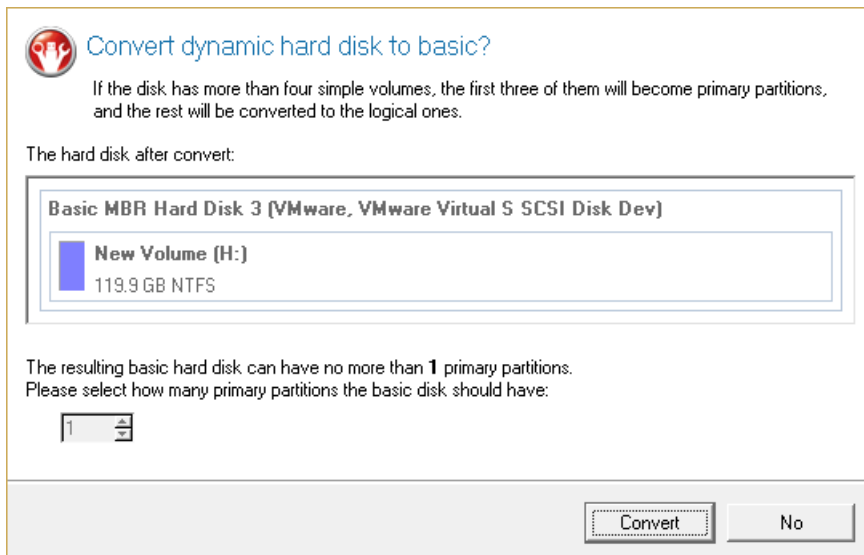 Convert dynamic hard disk to basic?
If the disk has more than four simple volumes, the first three of them will become primary partitions,
and the rest will be converted to the logical ones.
The hard disk after convert:
Basic MBR Hard Disk 3 (VMware, VMware Virtual S SCSI Disk Dev)
New Volume (H:)
119.9 GB NTFS
The resulting basic hard disk can have no more than 1 primary partitions.
Please select how many primary partitions the basic disk should have:
1
Convert No